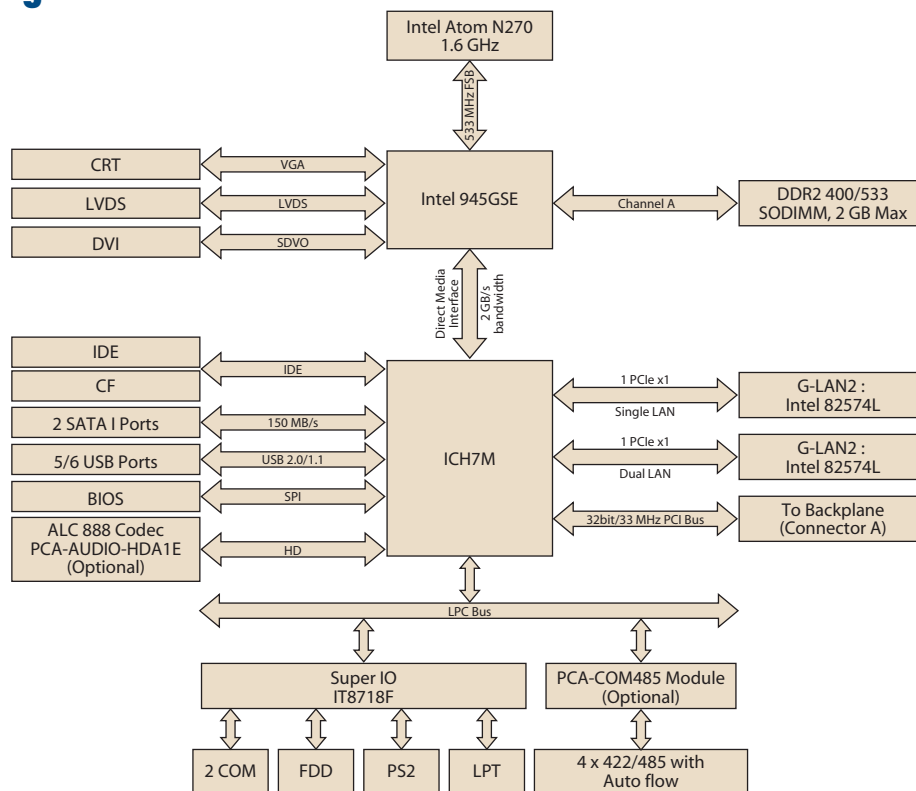 Intel Atom N270
1.6 GHz
533 MHz FSB
CRT
VGA
LVDS
LVDS
DVI
SDVO
Intel 945GSE
Channel A
DDR2 400/533
SODIMM, 2 GB Max
Direct Media
Interface
2 GB/s
bandwidth
IDE
CF
IDE
2 SATA I Ports
150 MB/s
5/6 USB Ports
USB 2.0/1.1
BIOS
SPI
ALC 888 Codec
PCA-AUDIO-HDA1E
(Optional)
HD
ICH7M
1 PCIe x1
Single LAN
G-LAN2 :
Intel 82574L
1 PCIe x1
Dual LAN
G-LAN2 :
Intel 82574L
32bit/33 MHz PCI Bus
To Backplane
(Connector A)
LPC Bus
Super IO
IT8718F
PCA-COM485 Module
(Optional)
2 COM
FDD
PS2
LPT
4 x 422/485 with
Auto flow